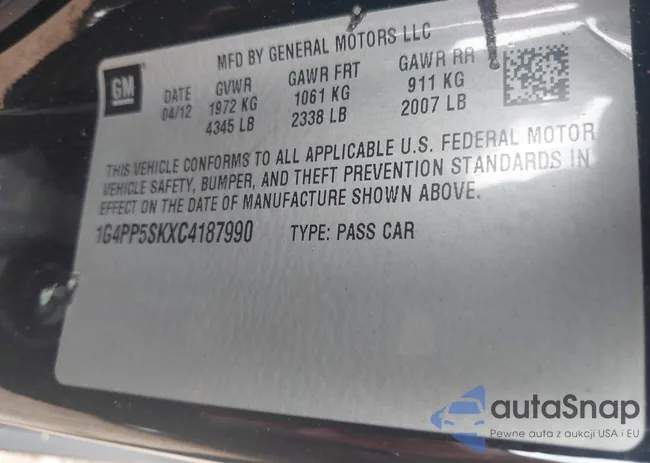 MFD BY GENERAL MOTORS LLC
GM
DATE GVWR GAWR FRT GAWR RR
04/12 1972 KG 1061 KG 911 KG
4345 LB 2338 LB 2007 LB
THIS VEHICLE CONFORMS TO ALL APPLICABLE U.S. FEDERAL MOTOR
VEHICLE SAFETY, BUMPER, AND THEFT PREVENTION STANDARDS IN
EFFECT ON THE DATE OF MANUFACTURE SHOWN ABOVE.
1G4PP5SKXC4187990 TYPE: PASS CAR
autaSnap
Pewne auta z aukcji USA i EU